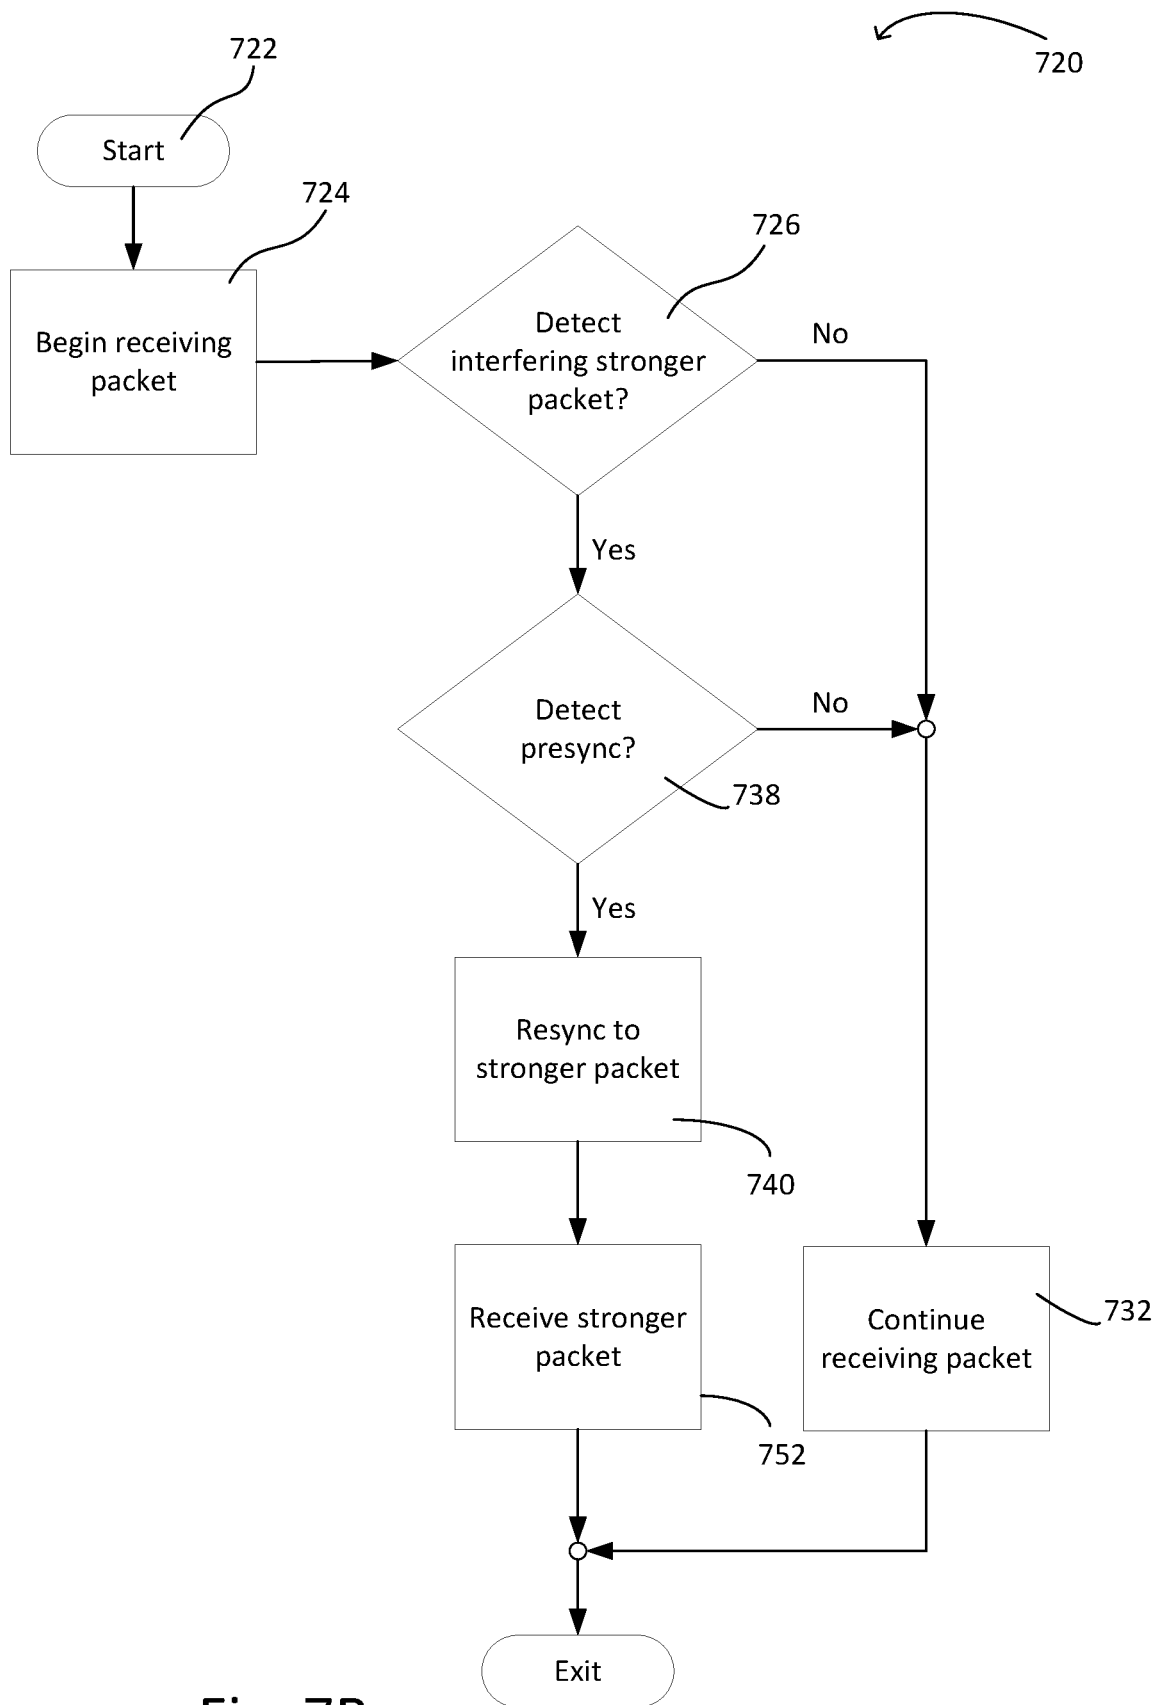 720
722
Start
724
Begin receiving
packet
726
Detect
interfering stronger
packet?
No
Yes
Detect
presync?
No
738
Yes
Resync to
stronger packet
740
Receive stronger
packet
752
Continue
receiving packet
732
Exit